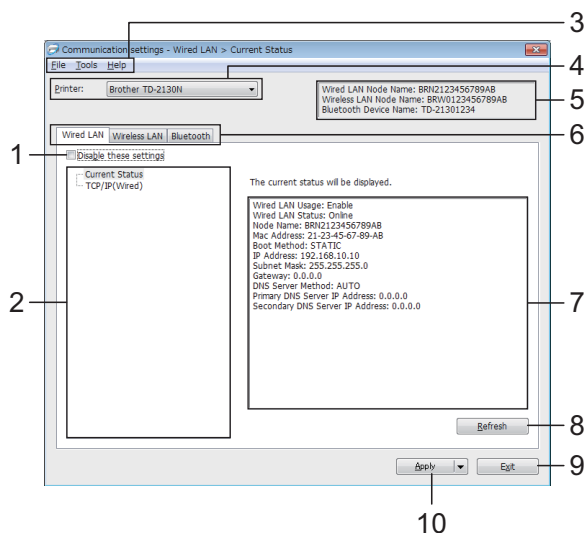 3
Communication settings - Wired LAN > Current Status
File Tools Help
4
Printer: Brother TD-2130N
Wired LAN Node Name: BRN2123456789AB
Wireless LAN Node Name: BRW0123456789AB
Bluetooth Device Name: TD-21301234
5
Wired LAN Wireless LAN Bluetooth
6
1
Disable these settings
Current Status
TCP/IP(Wired)
The current status will be displayed.
Wired LAN Usage: Enable
Wired LAN Status: Online
Node Name: BRN2123456789AB
Mac Address: 21-23-45-67-89-AB
Boot Method: STATIC
IP Address: 192.168.10.10
Subnet Mask: 255.255.255.0
Gateway: 0.0.0.0
DNS Server Method: AUTO
Primary DNS Server IP Address: 0.0.0.0
Secondary DNS Server IP Address: 0.0.0.0
2
7
Refresh
8
Apply
Exit
9
10